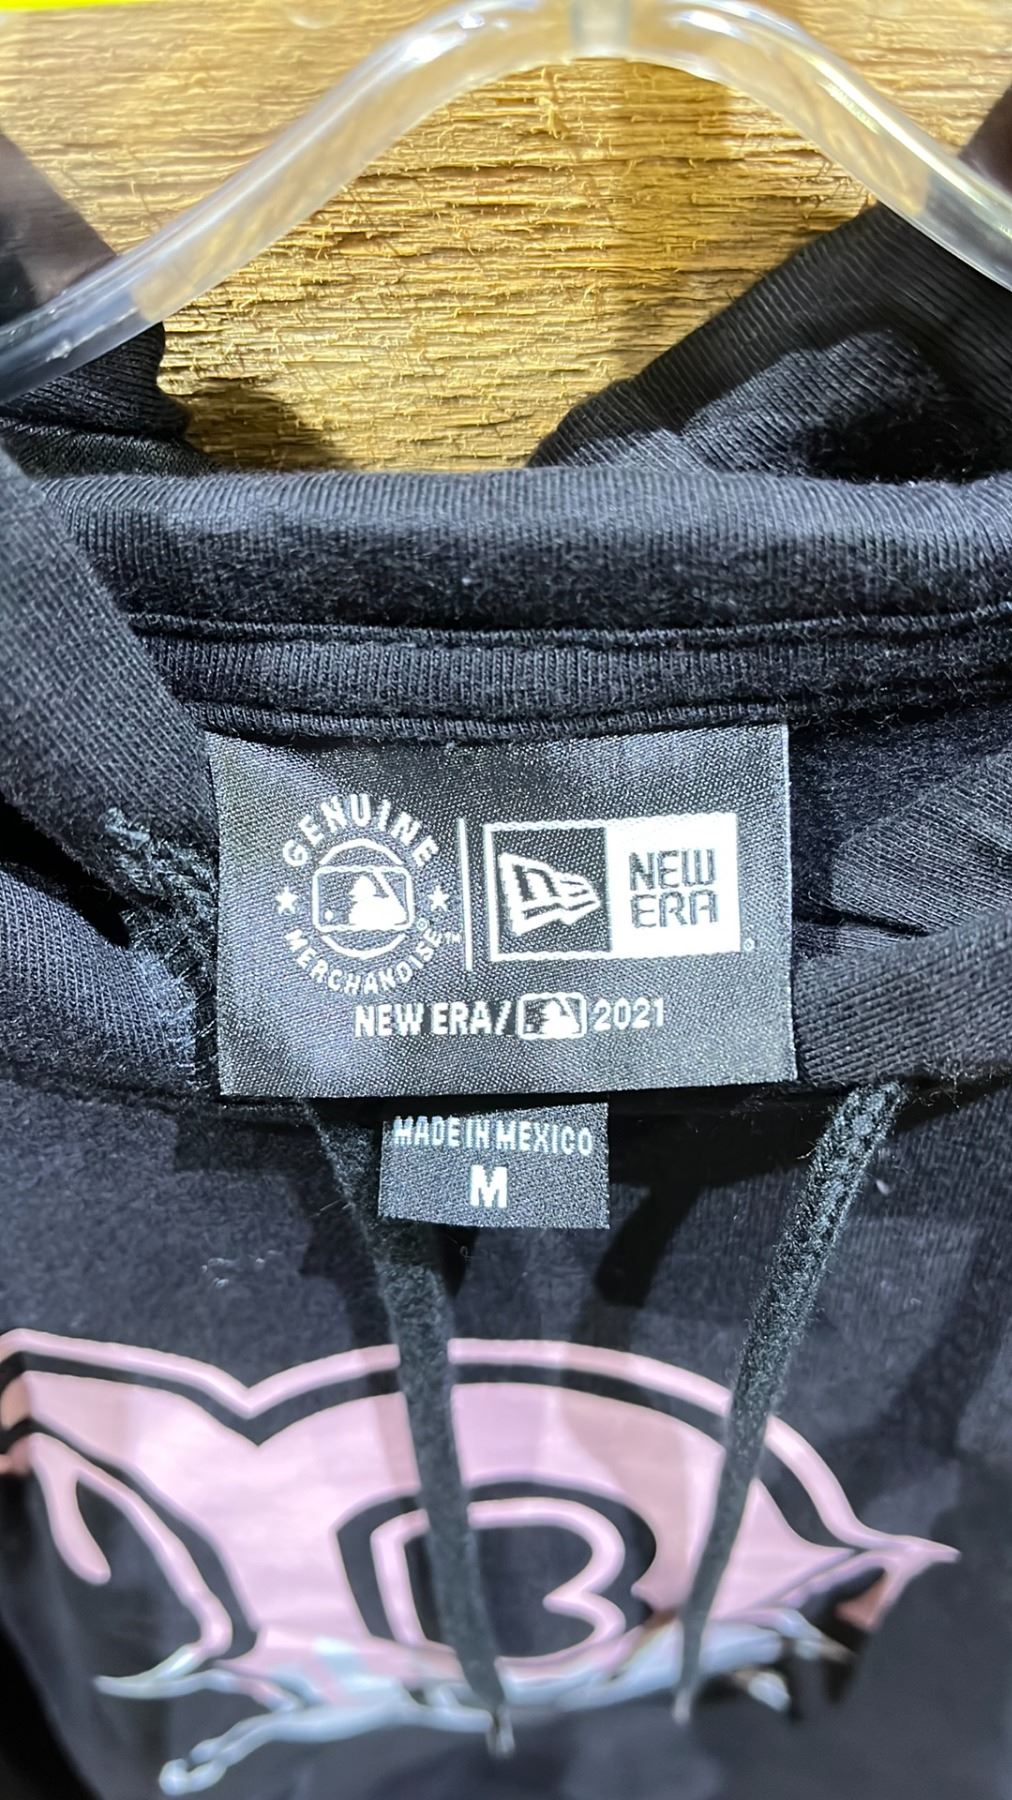 GENUINE
MERCHANDISE™
NEW ERA
NEW ERA/ 2021
MADE IN MEXICO
M